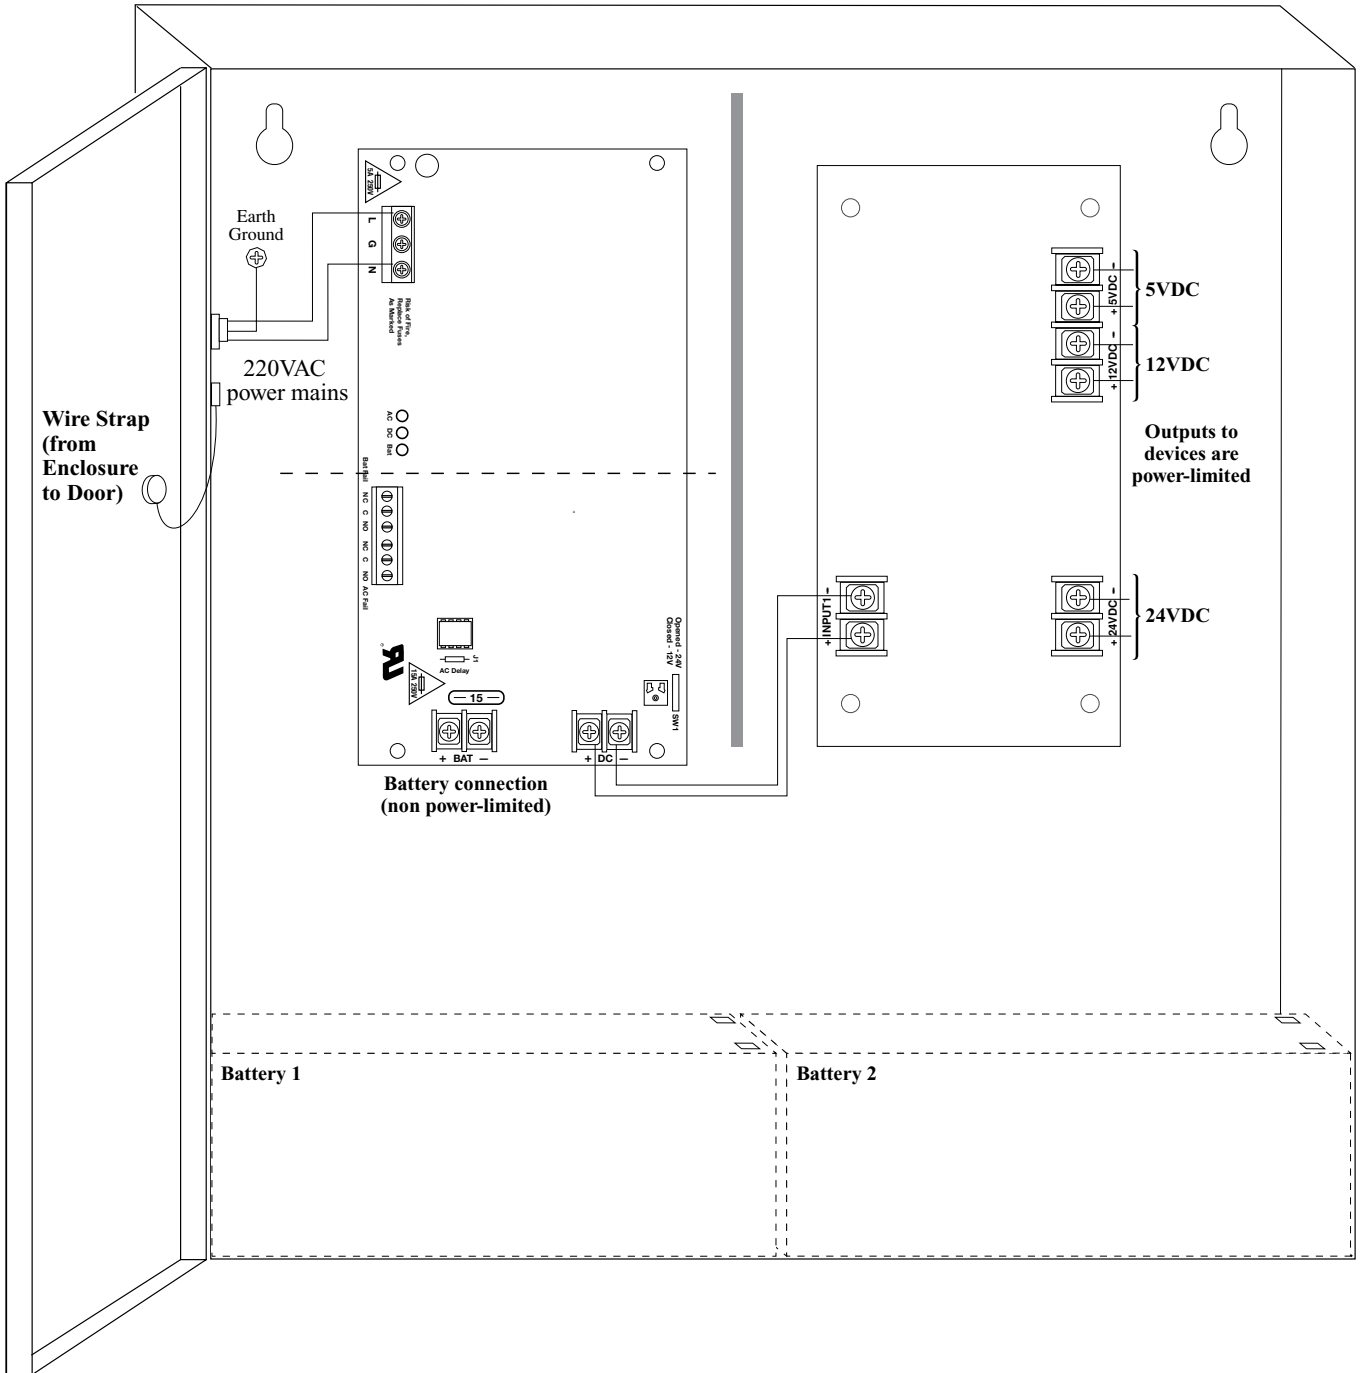 5A 250V
L
G
N
Risk of Fire,
Replace Fuses
As Marked
Earth
Ground
220VAC
power mains
Wire Strap
(from
Enclosure
to Door)
AC
DC
Bat
Bat Fail
NC
C
NO
NC
C
NO
AC Fail
J1
AC Delay
15A 250V
15
+ BAT –
Opened - 24V
Closed - 12V
SW1
+ DC –
Battery connection
(non power-limited)
+ INPUT1 –
+5VDC –
5VDC
+12VDC –
12VDC
Outputs to
devices are
power-limited
+24VDC –
24VDC
Battery 1
Battery 2